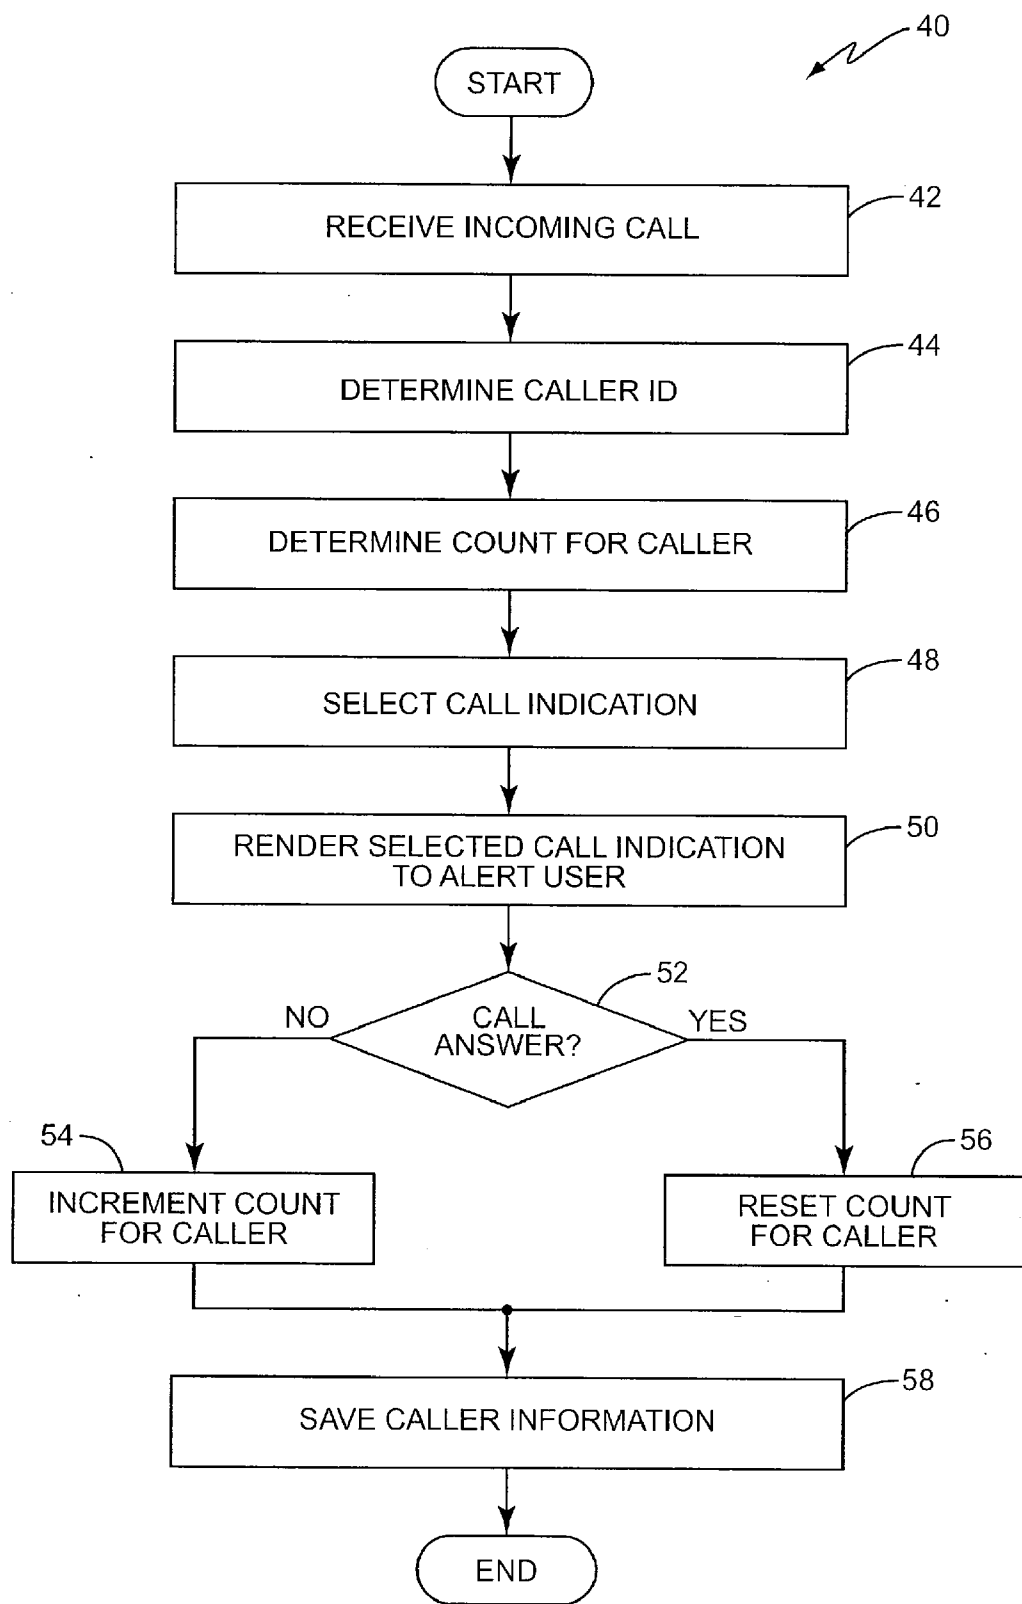 40
START
RECEIVE INCOMING CALL
42
DETERMINE CALLER ID
44
DETERMINE COUNT FOR CALLER
46
SELECT CALL INDICATION
48
RENDER SELECTED CALL INDICATION
TO ALERT USER
50
CALL
ANSWER?
52
NO
YES
54
INCREMENT COUNT
FOR CALLER
56
RESET COUNT
FOR CALLER
SAVE CALLER INFORMATION
58
END